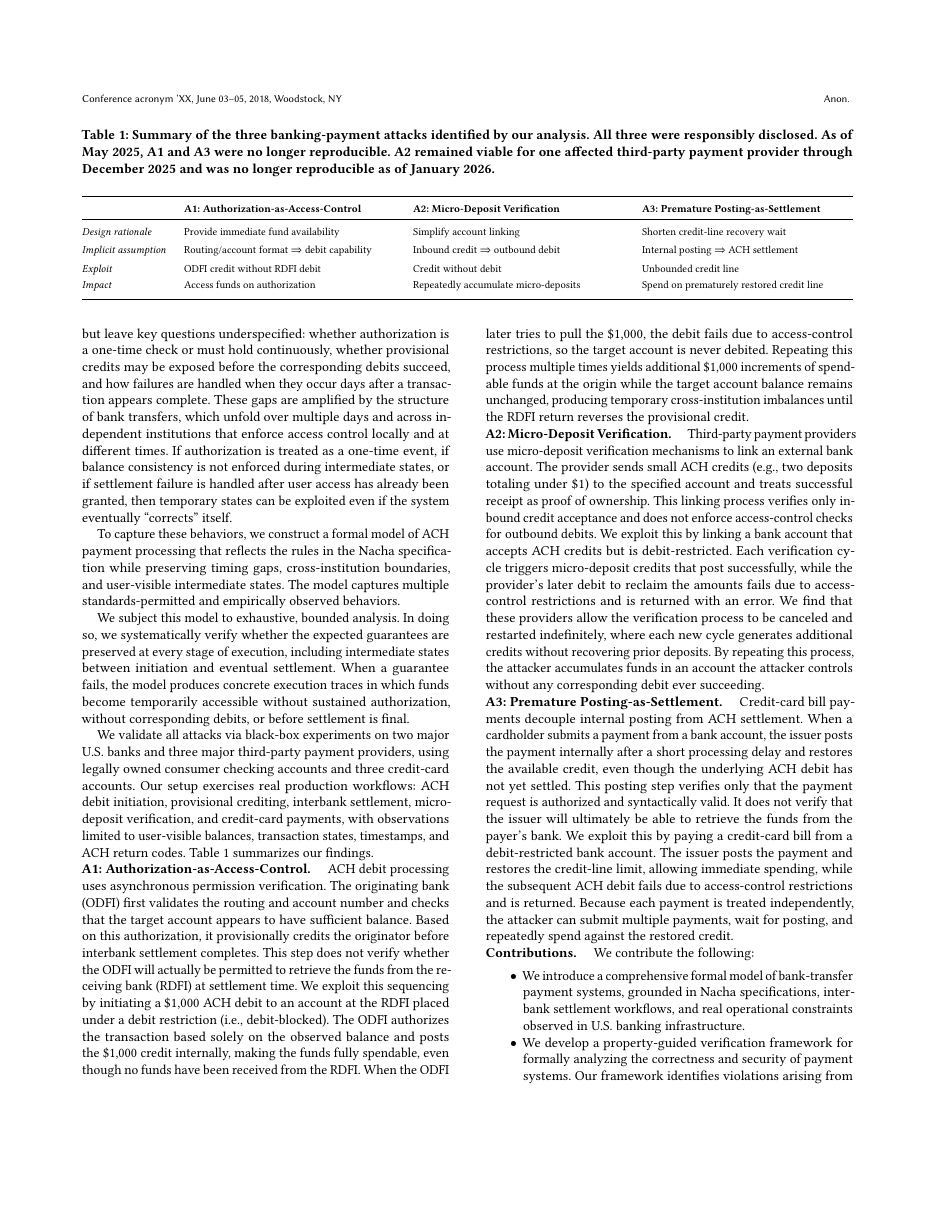 Conference acronym 'XX, June 03–05, 2018, Woodstock, NY
Anon.
Table 1: Summary of the three banking-payment attacks identified by our analysis. All three were responsibly disclosed. As of
May 2025, A1 and A3 were no longer reproducible. A2 remained viable for one affected third-party payment provider through
December 2025 and was no longer reproducible as of January 2026.
A1: Authorization-as-Access-Control A2: Micro-Deposit Verification A3: Premature Posting-as-Settlement
Design rationale Provide immediate fund availability Simplify account linking Shorten credit-line recovery wait
Implicit assumption Routing/account format ⇒ debit capability Inbound credit ⇒ outbound debit Internal posting ⇒ ACH settlement
Exploit ODFI credit without RDFI debit Credit without debit Unbounded credit line
Impact Access funds on authorization Repeatedly accumulate micro-deposits Spend on prematurely restored credit line
but leave key questions underspecified: whether authorization is
a one-time check or must hold continuously, whether provisional
credits may be exposed before the corresponding debits succeed,
and how failures are handled when they occur days after a transac-
tion appears complete. These gaps are amplified by the structure
of bank transfers, which unfold over multiple days and across in-
dependent institutions that enforce access control locally and at
different times. If authorization is treated as a one-time event, if
balance consistency is not enforced during intermediate states, or
if settlement failure is handled after user access has already been
granted, then temporary states can be exploited even if the system
eventually “corrects” itself.
To capture these behaviors, we construct a formal model of ACH
payment processing that reflects the rules in the Nacha specifica-
tion while preserving timing gaps, cross-institution boundaries,
and user-visible intermediate states. The model captures multiple
standards-permitted and empirically observed behaviors.
We subject this model to exhaustive, bounded analysis. In doing
so, we systematically verify whether the expected guarantees are
preserved at every stage of execution, including intermediate states
between initiation and eventual settlement. When a guarantee
fails, the model produces concrete execution traces in which funds
become temporarily accessible without sustained authorization,
without corresponding debits, or before settlement is final.
We validate all attacks via black-box experiments on two major
U.S. banks and three major third-party payment providers, using
legally owned consumer checking accounts and three credit-card
accounts. Our setup exercises real production workflows: ACH
debit initiation, provisional crediting, interbank settlement, micro-
deposit verification, and credit-card payments, with observations
limited to user-visible balances, transaction states, timestamps, and
ACH return codes. Table 1 summarizes our findings.
A1: Authorization-as-Access-Control. ACH debit processing
uses asynchronous permission verification. The originating bank
(ODFI) first validates the routing and account number and checks
that the target account appears to have sufficient balance. Based
on this authorization, it provisionally credits the originator before
interbank settlement completes. This step does not verify whether
the ODFI will actually be permitted to retrieve the funds from the re-
ceiving bank (RDFI) at settlement time. We exploit this sequencing
by initiating a $1,000 ACH debit to an account at the RDFI placed
under a debit restriction (i.e., debit-blocked). The ODFI authorizes
the transaction based solely on the observed balance and posts
the $1,000 credit internally, making the funds fully spendable, even
though no funds have been received from the RDFI. When the ODFI
later tries to pull the $1,000, the debit fails due to access-control
restrictions, so the target account is never debited. Repeating this
process multiple times yields additional $1,000 increments of spend-
able funds at the origin while the target account balance remains
unchanged, producing temporary cross-institution imbalances until
the RDFI return reverses the provisional credit.
A2: Micro-Deposit Verification. Third-party payment providers
use micro-deposit verification mechanisms to link an external bank
account. The provider sends small ACH credits (e.g., two deposits
totaling under $1) to the specified account and treats successful
receipt as proof of ownership. This linking process verifies only in-
bound credit acceptance and does not enforce access-control checks
for outbound debits. We exploit this by linking a bank account that
accepts ACH credits but is debit-restricted. Each verification cy-
cle triggers micro-deposit credits that post successfully, while the
provider's later debit to reclaim the amounts fails due to access-
control restrictions and is returned with an error. We find that
these providers allow the verification process to be canceled and
restarted indefinitely, where each new cycle generates additional
credits without recovering prior deposits. By repeating this process,
the attacker accumulates funds in an account the attacker controls
without any corresponding debit ever succeeding.
A3: Premature Posting-as-Settlement. Credit-card bill pay-
ments decouple internal posting from ACH settlement. When a
cardholder submits a payment from a bank account, the issuer posts
the payment internally after a short processing delay and restores
the available credit, even though the underlying ACH debit has
not yet settled. This posting step verifies only that the payment
request is authorized and syntactically valid. It does not verify that
the issuer will ultimately be able to retrieve the funds from the
payer's bank. We exploit this by paying a credit-card bill from a
debit-restricted bank account. The issuer posts the payment and
restores the credit-line limit, allowing immediate spending, while
the subsequent ACH debit fails due to access-control restrictions
and is returned. Because each payment is treated independently,
the attacker can submit multiple payments, wait for posting, and
repeatedly spend against the restored credit.
Contributions. We contribute the following:
• We introduce a comprehensive formal model of bank-transfer
payment systems, grounded in Nacha specifications, inter-
bank settlement workflows, and real operational constraints
observed in U.S. banking infrastructure.
• We develop a property-guided verification framework for
formally analyzing the correctness and security of payment
systems. Our framework identifies violations arising from